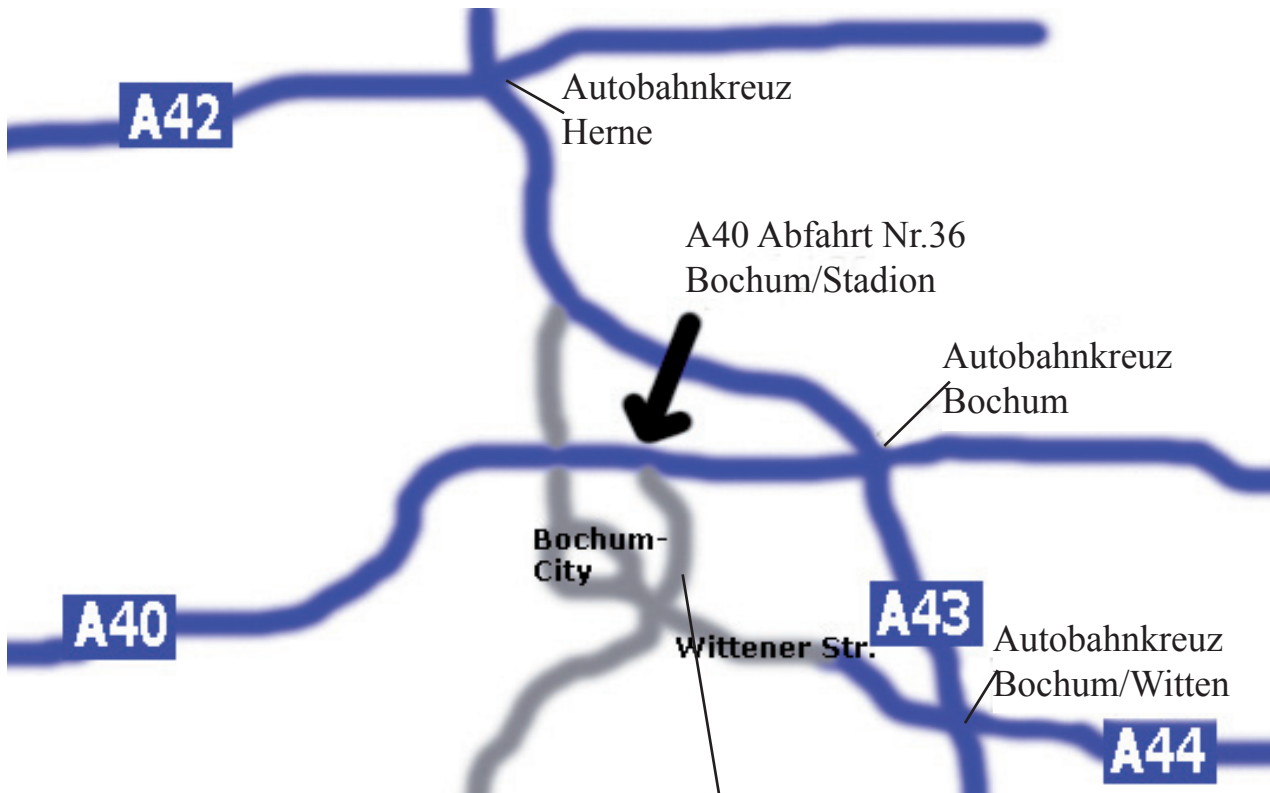 A42
Autobahnkreuz
Herne
A40 Abfahrt Nr.36
Bochum/Stadion
Autobahnkreuz
Bochum
Bochum-
City
A40
A43
Wittener Str.
Autobahnkreuz
Bochum/Witten
A44